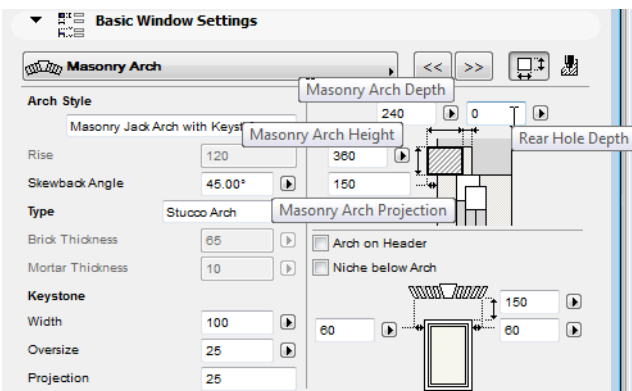 Basic Window Settings
Masonry Arch
<<
>>
Masonry Arch Depth
Arch Style
240
0
Masonry Jack Arch with
Masonry Arch Height
Rear Hole Depth
Rise
120
360
Skewback Angle
45.00°
150
Type
Stucco Arch
Masonry Arch Projection
Brick Thickness
65
Arch on Header
Mortar Thickness
10
Niche below Arch
Keystone
150
Width
100
60
60
Oversize
25
Projection
25